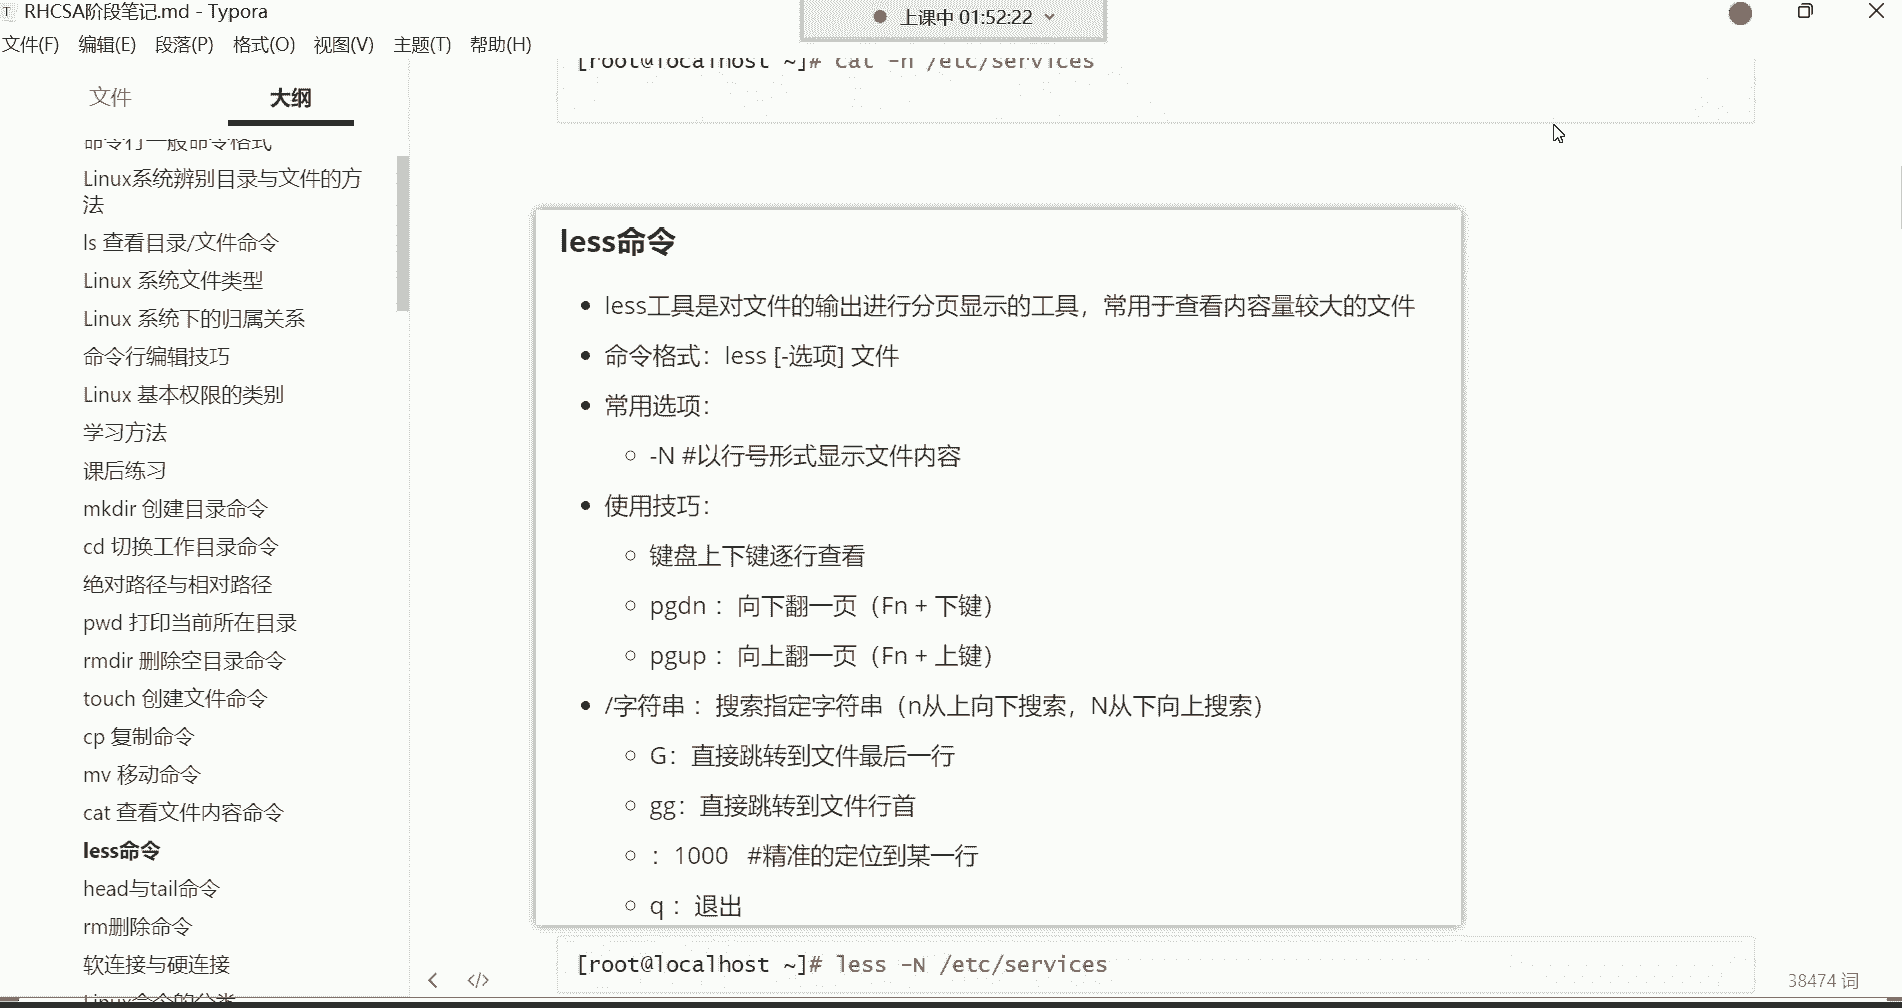 RHCSA阶段笔记.md - Typora
上课中 01:52:22
文件(F) 编辑(E) 段落(P) 格式(O) 视图(V) 主题(T) 帮助(H)
文件 大纲
命令行一般命令格式
Linux系统辨别目录与文件的方
法
ls 查看目录/文件命令
Linux 系统文件类型
Linux 系统下的归属关系
命令行编辑技巧
Linux 基本权限的类别
学习方法
课后练习
mkdir 创建目录命令
cd 切换工作目录命令
绝对路径与相对路径
pwd 打印当前所在目录
rmdir 删除空目录命令
touch 创建文件命令
cp 复制命令
mv 移动命令
cat 查看文件内容命令
less命令
head与tail命令
rm删除命令
软连接与硬连接
Linux命令的分类
[root@localhost ~]# cat -n /etc/services
less命令
less工具是对文件的输出进行分页显示的工具，常用于查看内容量较大的文件
命令格式：less [-选项] 文件
常用选项：
-N #以行号形式显示文件内容
使用技巧：
键盘上下键逐行查看
pgdn ：向下翻一页（Fn + 下键）
pgup ：向上翻一页（Fn + 上键）
/字符串 ：搜索指定字符串（n从上向下搜索，N从下向上搜索）
G：直接跳转到文件最后一行
gg：直接跳转到文件行首
：1000 #精准的定位到某一行
q ：退出
[root@localhost ~]# less -N /etc/services
38474 词